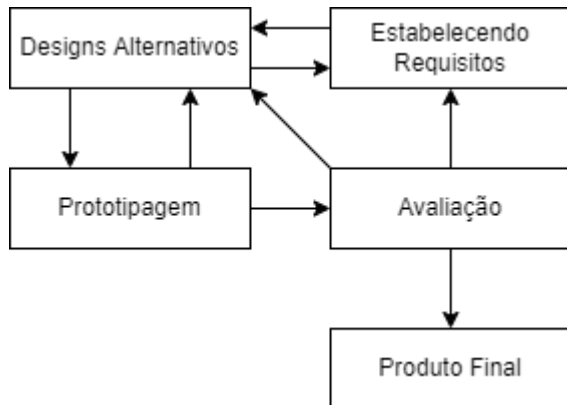 Designs Alternativos
Estabelecendo
Requisitos
Prototipagem
Avaliação
Produto Final